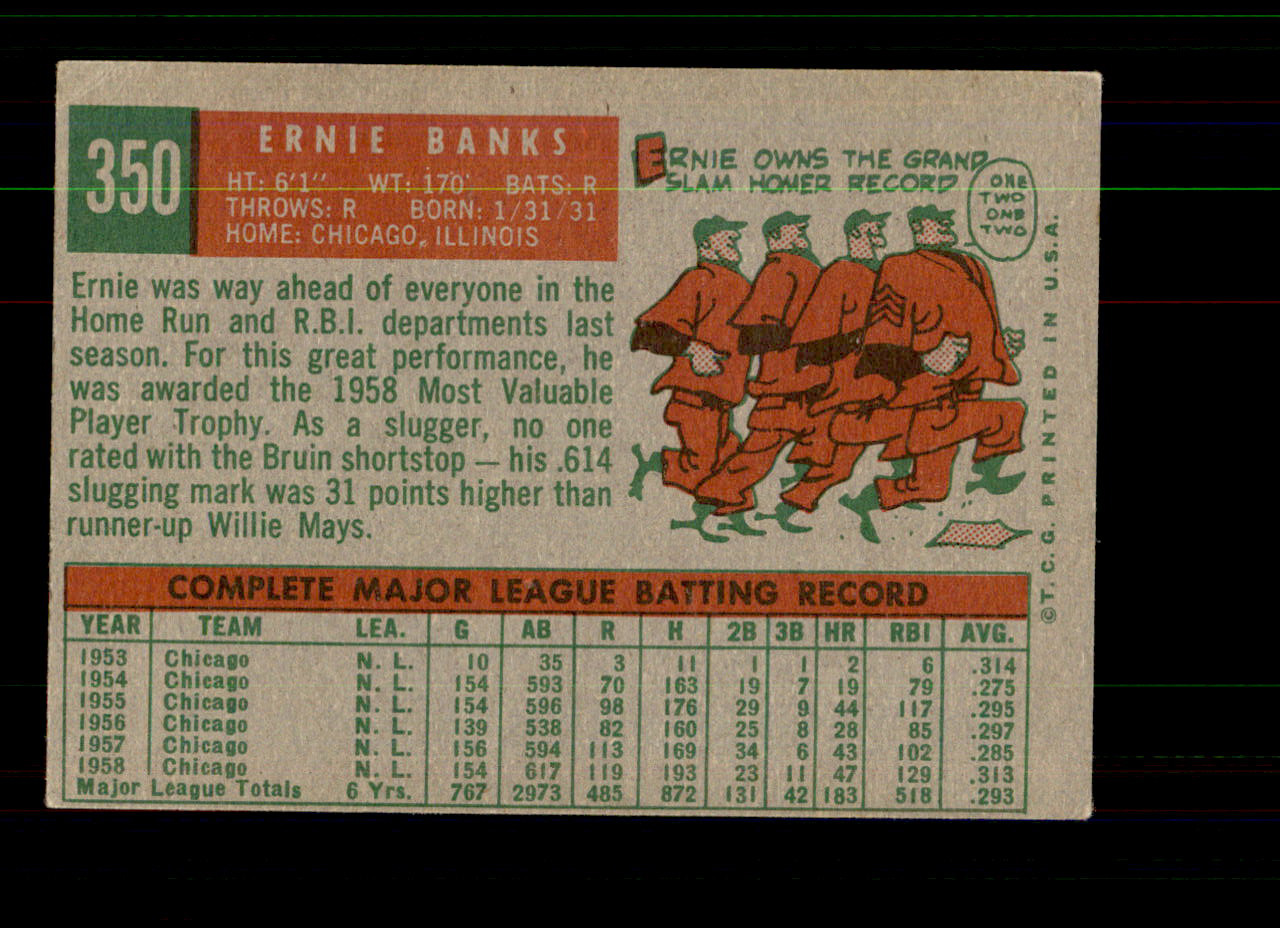 350
ERNIE BANKS
HT: 6'1" WT: 170 BATS: R
THROWS: R BORN: 1/31/31
HOME: CHICAGO, ILLINOIS
Ernie was way ahead of everyone in the
Home Run and R.B.I. departments last
season. For this great performance, he
was awarded the 1958 Most Valuable
Player Trophy. As a slugger, no one
rated with the Bruin shortstop — his .614
slugging mark was 31 points higher than
runner-up Willie Mays.
ERNIE OWNS THE GRAND
SLAM HOMER RECORD
ONE
TWO
ONE
TWO
©T.C.G. PRINTED IN U.S.A.
COMPLETE MAJOR LEAGUE BATTING RECORD
YEAR TEAM LEA. G AB R H 2B 3B HR RBI AVG.
1953 Chicago N. L. 10 35 3 11 1 1 2 6 .314
1954 Chicago N. L. 154 593 70 163 19 7 19 79 .275
1955 Chicago N. L. 154 596 98 176 29 9 44 117 .295
1956 Chicago N. L. 139 538 82 160 25 8 28 85 .297
1957 Chicago N. L. 156 594 113 169 34 6 43 102 .285
1958 Chicago N. L. 154 617 119 193 23 11 47 129 .313
Major League Totals 6 Yrs. 767 2973 485 872 131 42 183 518 .293